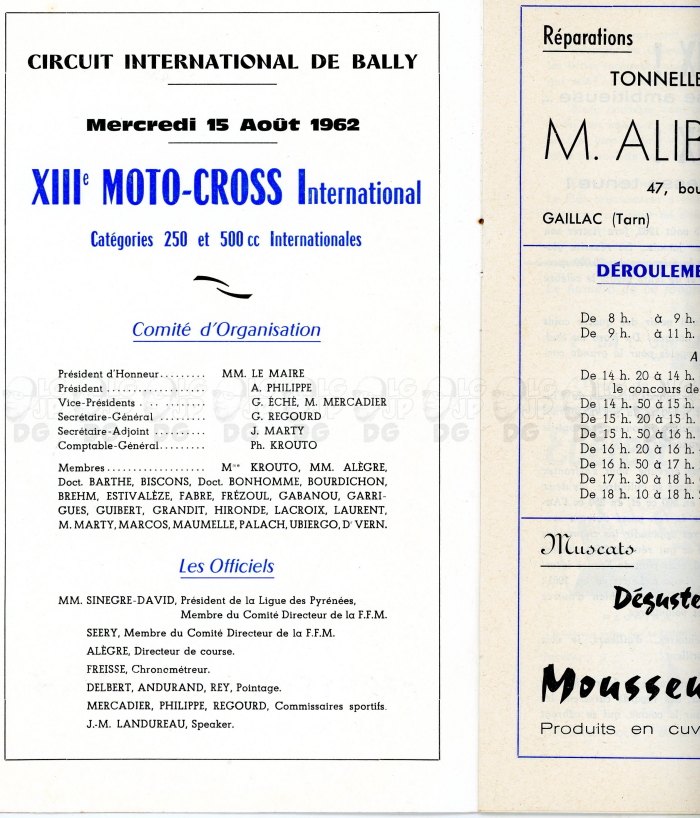 CIRCUIT INTERNATIONAL DE BALLY
Mercredi 15 Août 1962
XIIIe MOTO-CROSS International
Catégories 250 et 500 cc Internationales
Comité d'Organisation
Président d'Honneur......... MM. LE MAIRE
Président .................. A. PHILIPPE
Vice-Présidents . .. ....... G. ÉCHÉ, M. MERCADIER
Secrétaire-Général ......... G. REGOURD
Secrétaire-Adjoint ......... J. MARTY
Comptable-Général.......... Ph. KROUTO
Membres ................... Mme KROUTO, MM. ALÈGRE,
Doct. BARTHE, BISCONS, Doct. BONHOMME, BOURDICHON,
BREHM, ESTIVALÈZE, FABRE, FRÉZOUL, GABANOU, GARRI-
GUES, GUIBERT, GRANDIT, HIRONDE, LACROIX, LAURENT,
M. MARTY, MARCOS, MAUMELLE, PALACH, UBIERGO, Dr VERN.
Les Officiels
MM. SINEGRE-DAVID, Président de la Ligue des Pyrénées,
Membre du Comité Directeur de la F.F.M.
SEERY, Membre du Comité Directeur de la F.F.M.
ALÈGRE, Directeur de course.
FREISSE, Chronométreur.
DELBERT, ANDURAND, REY, Pointage.
MERCADIER, PHILIPPE, REGOURD, Commissaires sportifs.
J.-M. LANDUREAU, Speaker.
Réparations
TONNELLE
M. ALIB
47, bou
GAILLAC (Tarn)
DÉROULEME
De 8 h. à 9 h.
De 9 h. à 11 h.
A
De 14 h. 20 à 14 h.
le concours de
De 14 h. 50 à 15 h.
De 15 h. 20 à 15 h.
De 15 h. 50 à 16 h.
De 16 h. 20 à 16 h.
De 16 h. 50 à 17 h.
De 17 h. 30 à 18 h.
De 18 h. 10 à 18 h.
Muscats
Déguste
Mousseu
Produits en cuv